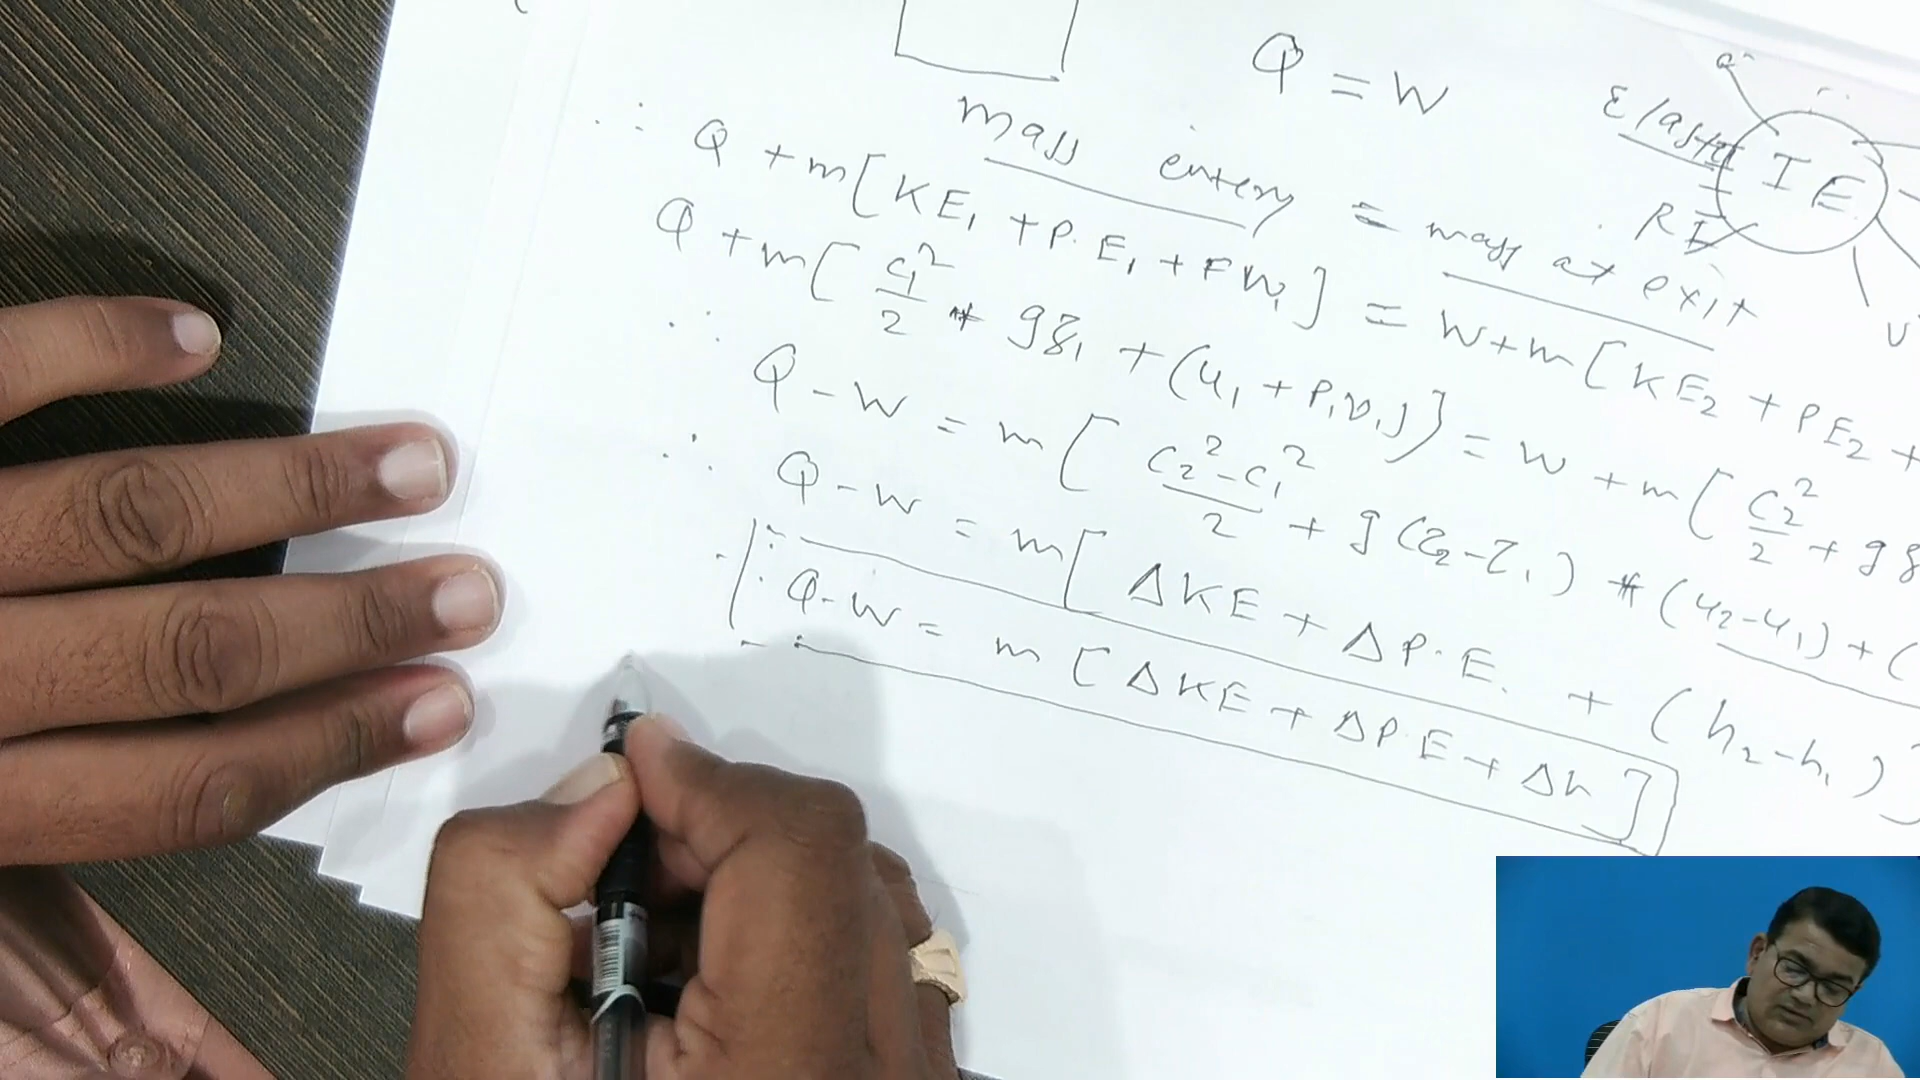 Q = W
mass entery = mass at exit
∴ Q + m[KE₁ + P.E₁ + FW₁] = W + m[KE₂ + PE₂ +
Q + m[C₁²/2 + gz₁ + (u₁ + P₁v₁)] = W + m[C₂²/2 + gz
∴ Q - W = m[C₂² - C₁²/2 + g(z₂ - z₁) + (u₂ - u₁) + (
∴ Q - W = m[ΔKE + ΔP.E. + (h₂ - h₁)]
∴ Q - W = m[ΔKE + ΔP.E + Δh]
IE